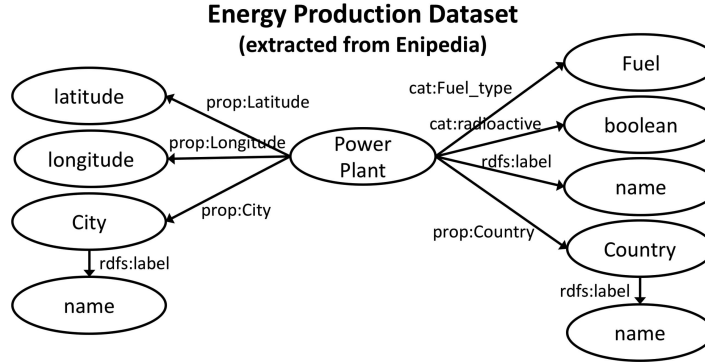 Energy Production Dataset
(extracted from Enipedia)
latitude
prop:Latitude
longitude
prop:Longitude
City
prop:City
rdfs:label
name
Power
Plant
cat:Fuel_type
Fuel
cat:radioactive
boolean
rdfs:label
name
prop:Country
Country
rdfs:label
name